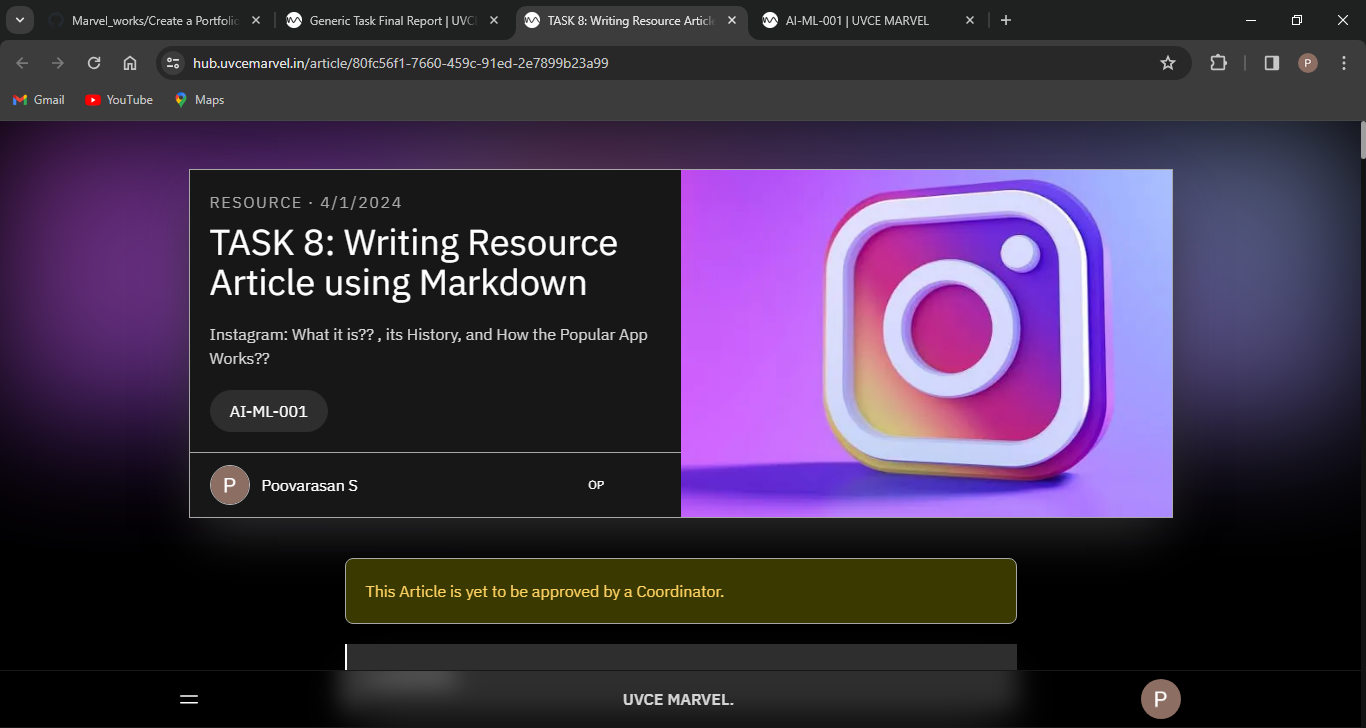 Marvel_works/Create a Portfolio
Generic Task Final Report | UVCE
TASK 8: Writing Resource Article
AI-ML-001 | UVCE MARVEL
hub.uvcemarvel.in/article/80fc56f1-7660-459c-91ed-2e7899b23a99
P
Gmail
YouTube
Maps
RESOURCE · 4/1/2024
TASK 8: Writing Resource
Article using Markdown
Instagram: What it is?? , its History, and How the Popular App
Works??
AI-ML-001
P
Poovarasan S
OP
This Article is yet to be approved by a Coordinator.
UVCE MARVEL.
P